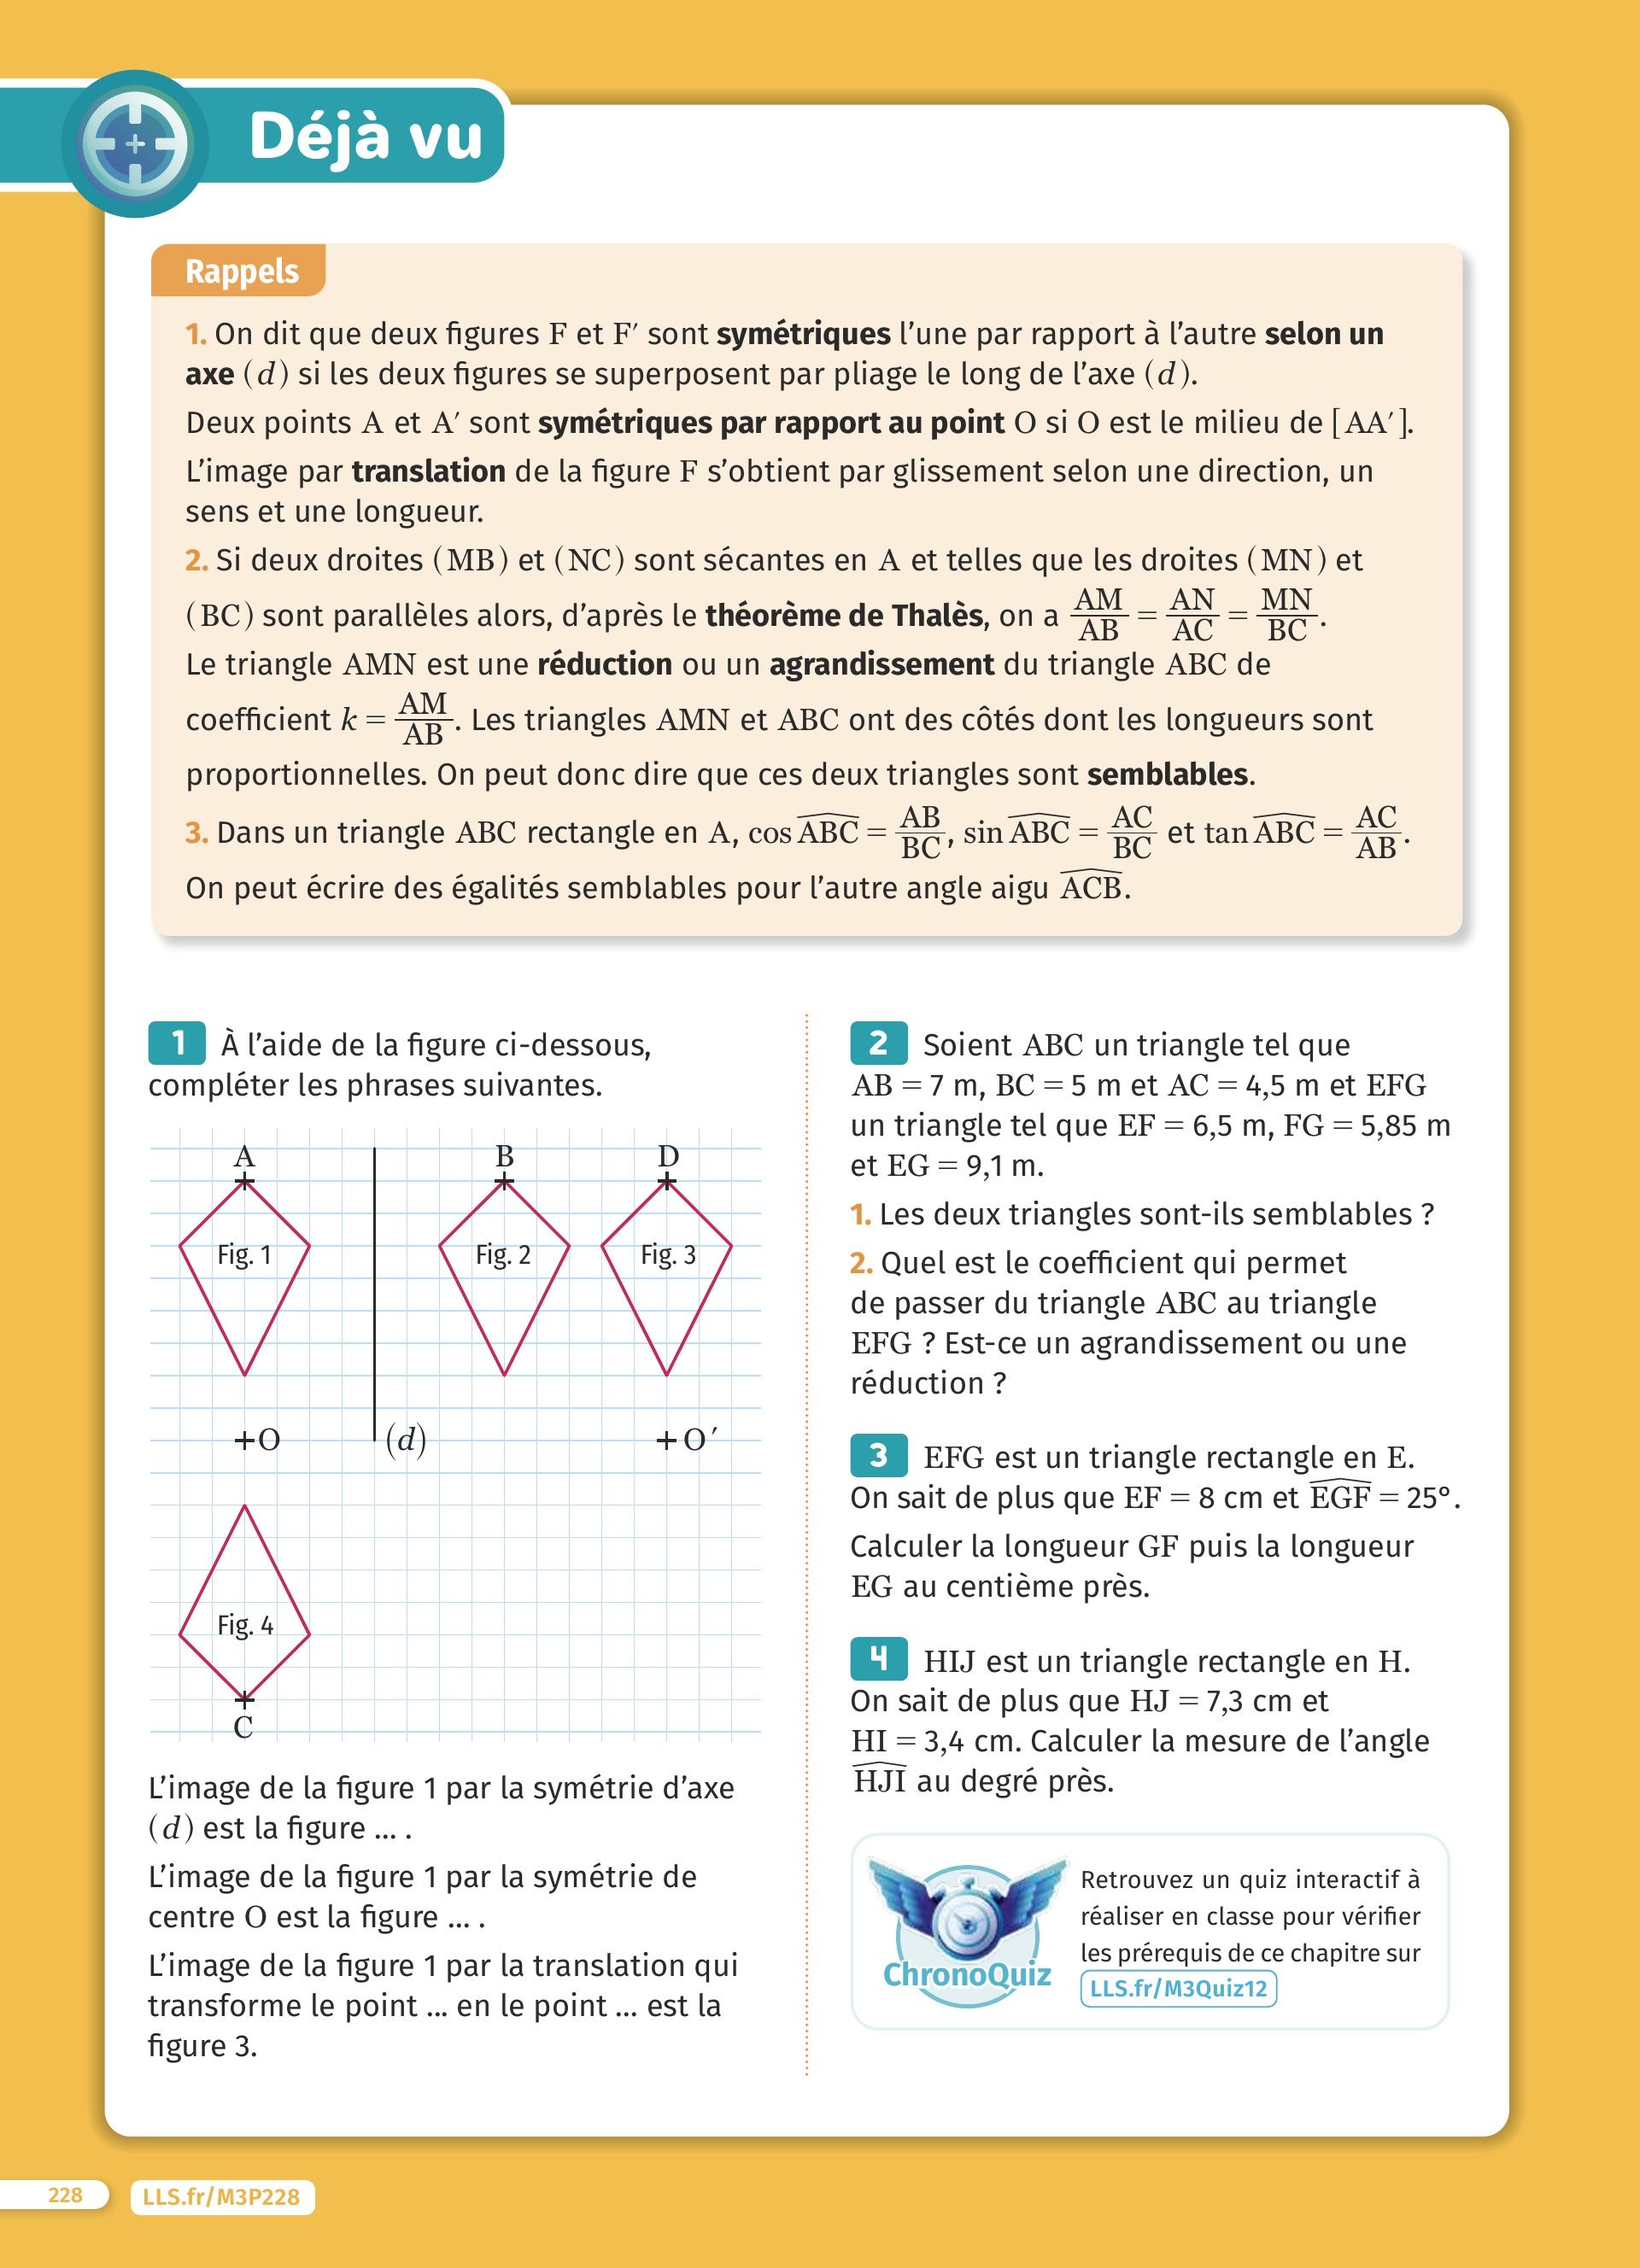 Déjà vu
Rappels
1. On dit que deux figures F et F′ sont symétriques l’une par rapport à l’autre selon un
axe (d) si les deux figures se superposent par pliage le long de l’axe (d).
Deux points A et A′ sont symétriques par rapport au point O si O est le milieu de [AA′].
L’image par translation de la figure F s’obtient par glissement selon une direction, un
sens et une longueur.
2. Si deux droites (MB) et (NC) sont sécantes en A et telles que les droites (MN) et
(BC) sont parallèles alors, d’après le théorème de Thalès, on a AM/AB = AN/AC = MN/BC.
Le triangle AMN est une réduction ou un agrandissement du triangle ABC de
coefficient k = AM/AB. Les triangles AMN et ABC ont des côtés dont les longueurs sont
proportionnelles. On peut donc dire que ces deux triangles sont semblables.
3. Dans un triangle ABC rectangle en A, cos ABC = AB/BC, sin ABC = AC/BC et tan ABC = AC/AB.
On peut écrire des égalités semblables pour l’autre angle aigu ACB.
1 À l’aide de la figure ci-dessous,
compléter les phrases suivantes.
A
B
D
Fig. 1
Fig. 2
Fig. 3
O
(d)
O′
Fig. 4
C
L’image de la figure 1 par la symétrie d’axe
(d) est la figure ... .
L’image de la figure 1 par la symétrie de
centre O est la figure ... .
L’image de la figure 1 par la translation qui
transforme le point ... en le point ... est la
figure 3.
2 Soient ABC un triangle tel que
AB = 7 m, BC = 5 m et AC = 4,5 m et EFG
un triangle tel que EF = 6,5 m, FG = 5,85 m
et EG = 9,1 m.
1. Les deux triangles sont-ils semblables ?
2. Quel est le coefficient qui permet
de passer du triangle ABC au triangle
EFG ? Est-ce un agrandissement ou une
réduction ?
3 EFG est un triangle rectangle en E.
On sait de plus que EF = 8 cm et EGF = 25°.
Calculer la longueur GF puis la longueur
EG au centième près.
4 HIJ est un triangle rectangle en H.
On sait de plus que HJ = 7,3 cm et
HI = 3,4 cm. Calculer la mesure de l’angle
HJI au degré près.
ChronoQuiz
Retrouvez un quiz interactif à
réaliser en classe pour vérifier
les prérequis de ce chapitre sur
LLS.fr/M3Quiz12
228
LLS.fr/M3P228